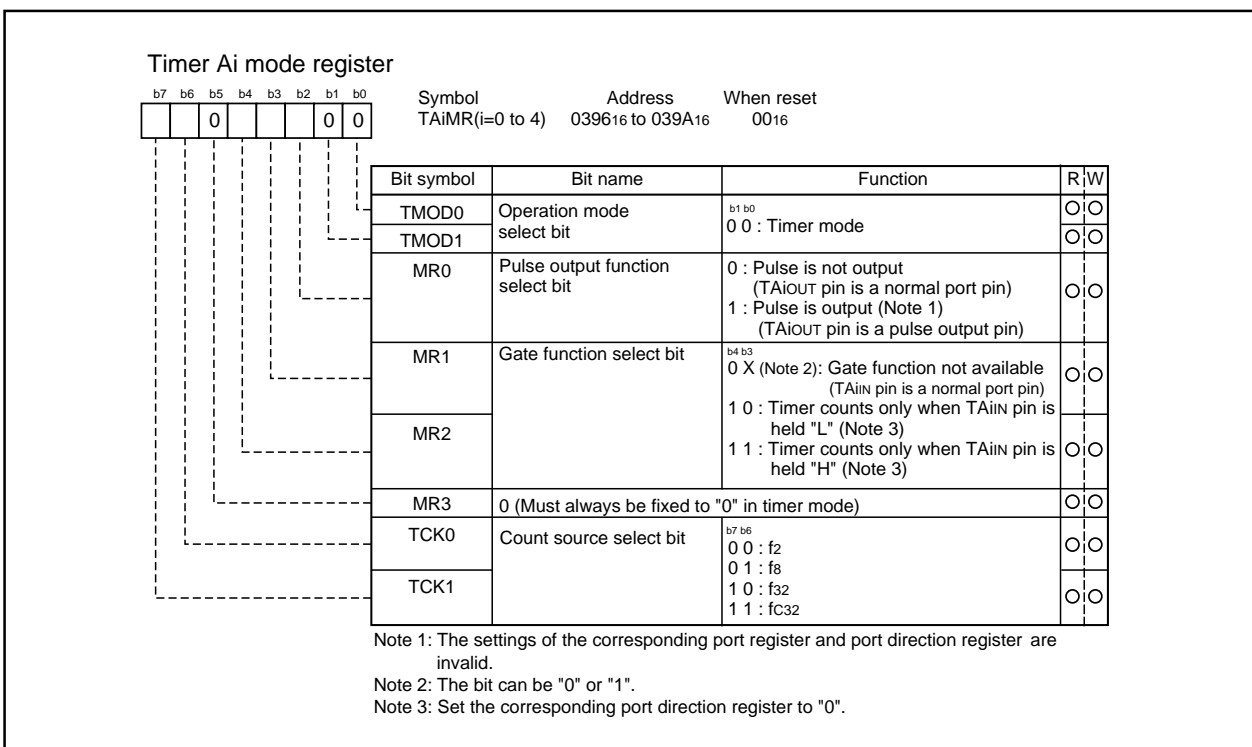 Timer Ai mode register
b7 b6 b5 b4 b3 b2 b1 b0
0 0 0
Symbol Address When reset
TAiMR(i=0 to 4) 039616 to 039A16 0016
Bit symbol Bit name Function R W
TMOD0 Operation mode select bit
TMOD1
b1 b0
0 0 : Timer mode
MR0 Pulse output function select bit
0 : Pulse is not output
(TAiOUT pin is a normal port pin)
1 : Pulse is output (Note 1)
(TAiOUT pin is a pulse output pin)
MR1 Gate function select bit
MR2
b4 b3
0 X (Note 2): Gate function not available
(TAiIN pin is a normal port pin)
1 0 : Timer counts only when TAiIN pin is
held "L" (Note 3)
1 1 : Timer counts only when TAiIN pin is
held "H" (Note 3)
MR3 0 (Must always be fixed to "0" in timer mode)
TCK0 Count source select bit
TCK1
b7 b6
0 0 : f2
0 1 : f8
1 0 : f32
1 1 : fC32
Note 1: The settings of the corresponding port register and port direction register are
invalid.
Note 2: The bit can be "0" or "1".
Note 3: Set the corresponding port direction register to "0".